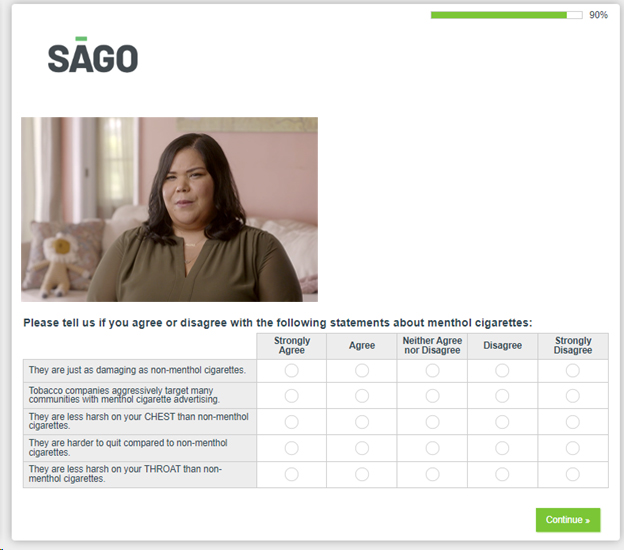 90%
SĀGO
Please tell us if you agree or disagree with the following statements about menthol cigarettes:
Strongly
Agree
Agree
Neither Agree
nor Disagree
Disagree
Strongly
Disagree
They are just as damaging as non-menthol cigarettes.
Tobacco companies aggressively target many
communities with menthol cigarette advertising.
They are less harsh on your CHEST than non-menthol
cigarettes.
They are harder to quit compared to non-menthol
cigarettes.
They are less harsh on your THROAT than non-
menthol cigarettes.
Continue »